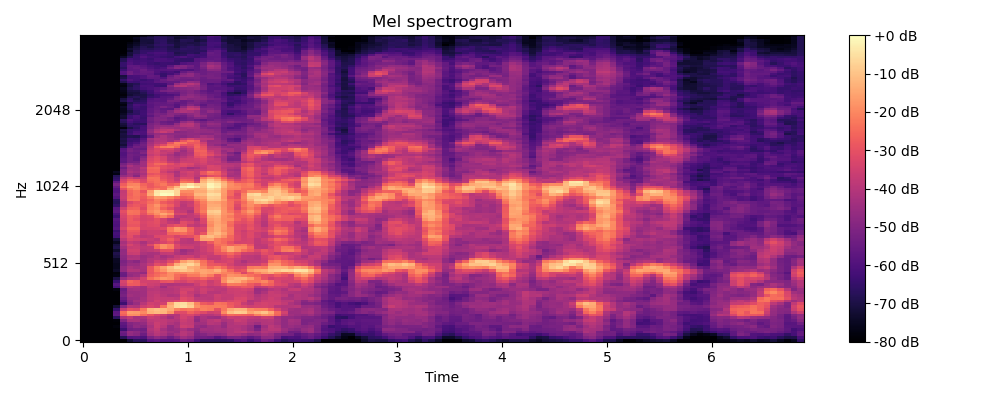 Mel spectrogram
+0 dB
-10 dB
-20 dB
-30 dB
-40 dB
-50 dB
-60 dB
-70 dB
-80 dB
Hz
2048
1024
512
0
0 1 2 3 4 5 6
Time